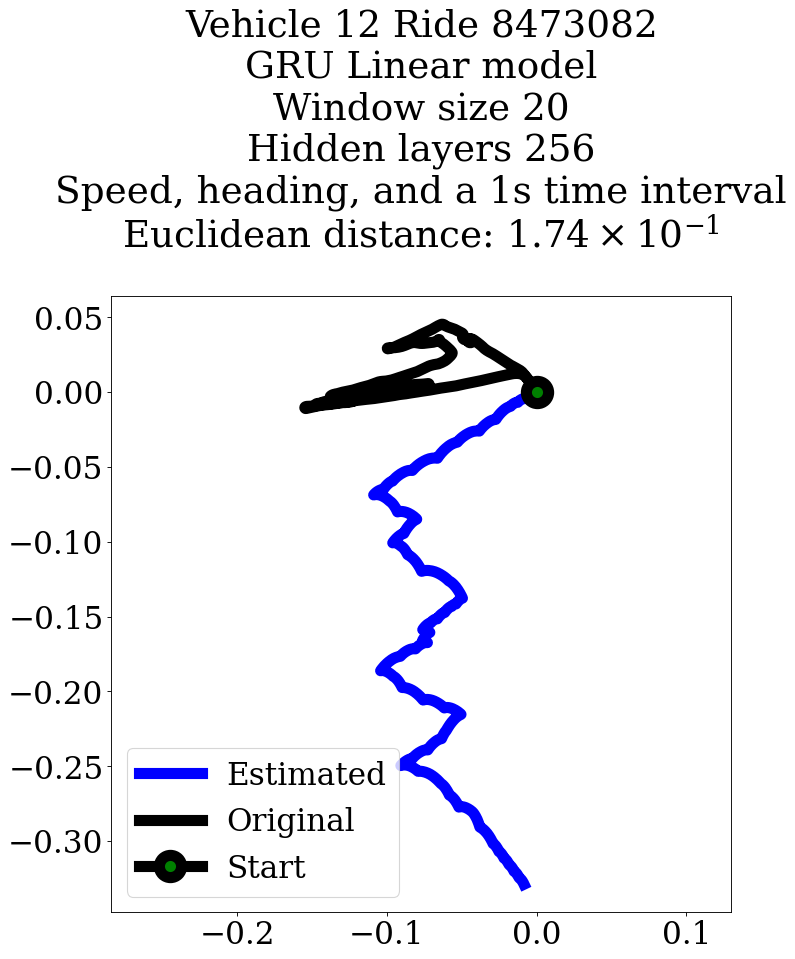 Vehicle 12 Ride 8473082
GRU Linear model
Window size 20
Hidden layers 256
Speed, heading, and a 1s time interval
Euclidean distance: 1.74 × 10⁻¹
0.05
0.00
−0.05
−0.10
−0.15
−0.20
−0.25
−0.30
Estimated
Original
Start
−0.2
−0.1
0.0
0.1